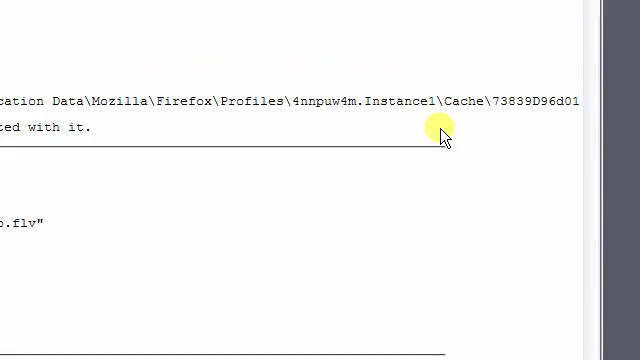 cation Data\Mozilla\Firefox\Profiles\4nnpuw4m.Instance1\Cache\73839D96d01
ted with it.
.flv"